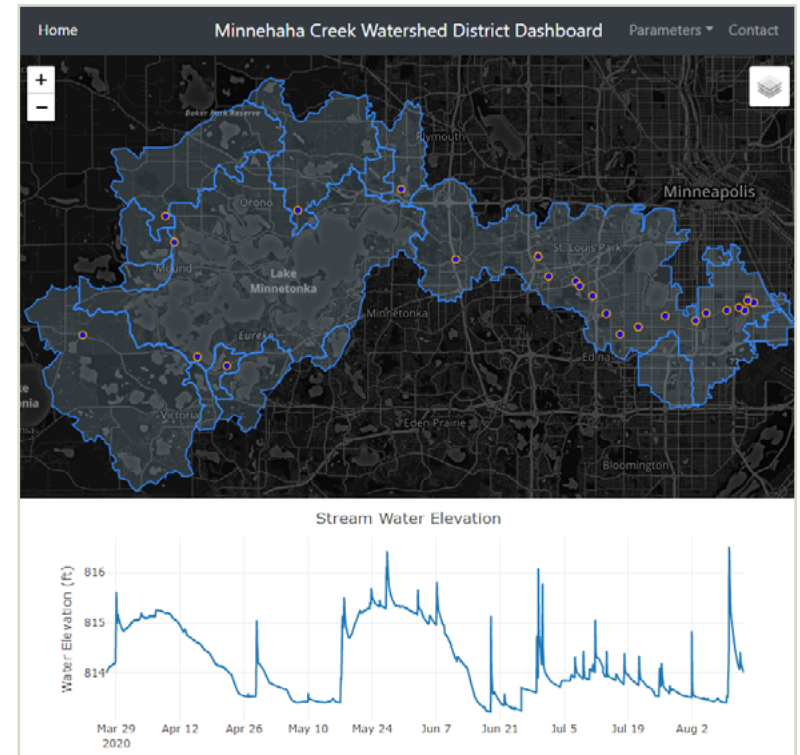 Home Minnehaha Creek Watershed District Dashboard Parameters Contact
+
−
Baker Park Reserve
Plymouth
Minneapolis
Orono
St. Louis Park
Mound
Lake
Minnetonka
Minnetonka
Eureka
Edina
Victoria
Eden Prairie
Bloomington
Stream Water Elevation
Water Elevation (ft)
816
815
814
Mar 29 Apr 12 Apr 26 May 10 May 24 Jun 7 Jun 21 Jul 5 Jul 19 Aug 2
2020